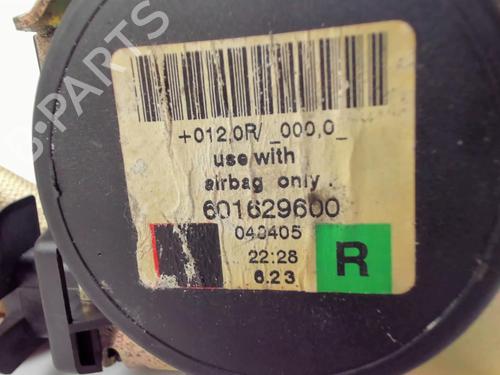 B-PARTS
+012,0R/_000,0_
use with
airbag only.
601629600
040405
22:28
6.23
R